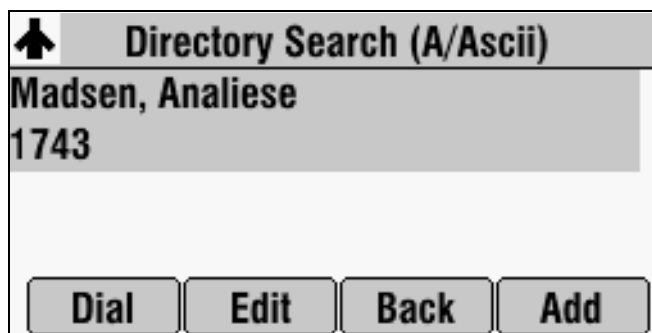 Directory Search (A/Ascii)
Madsen, Analiese
1743
Dial Edit Back Add